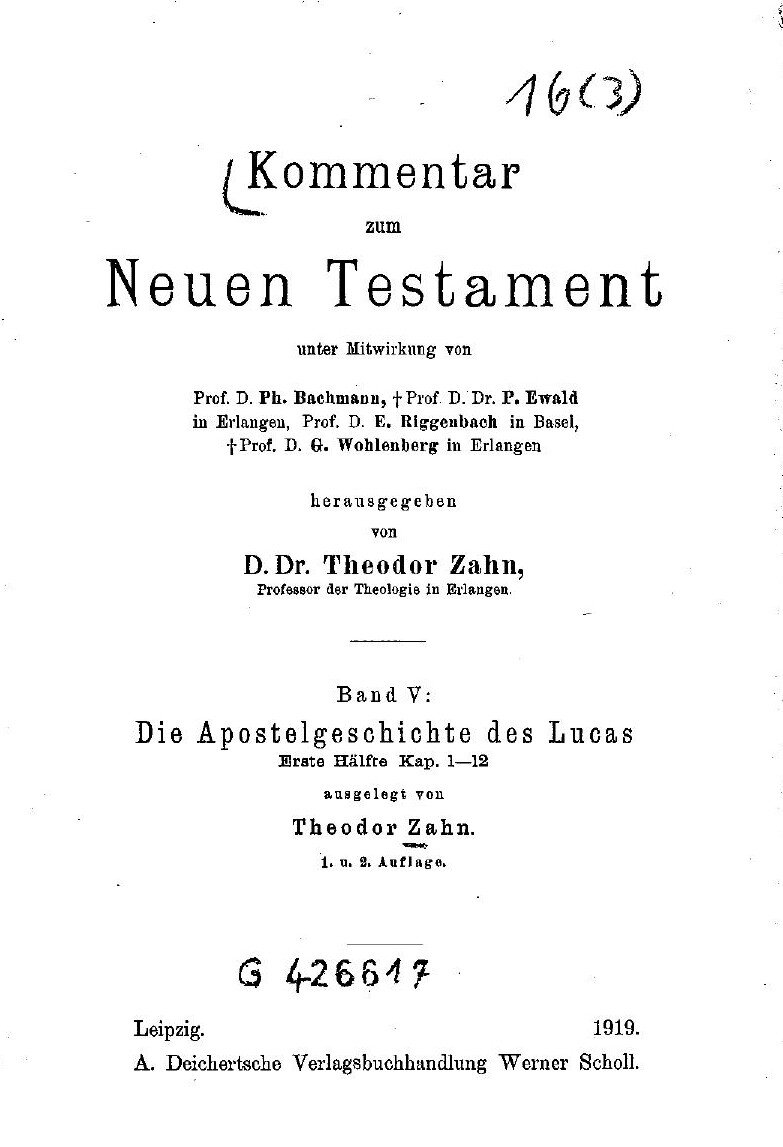 16(3)
Kommentar
zum
Neuen Testament
unter Mitwirkung von
Prof. D. Ph. Bachmann, †Prof. D. Dr. P. Ewald
in Erlangen, Prof. D. E. Riggenbach in Basel,
†Prof. D. G. Wohlenberg in Erlangen
herausgegeben
von
D. Dr. Theodor Zahn,
Professor der Theologie in Erlangen.
Band V:
Die Apostelgeschichte des Lucas
Erste Hälfte Kap. 1—12
ausgelegt von
Theodor Zahn.
1. u. 2. Auflage.
G 426617
Leipzig. 1919.
A. Deichertsche Verlagsbuchhandlung Werner Scholl.